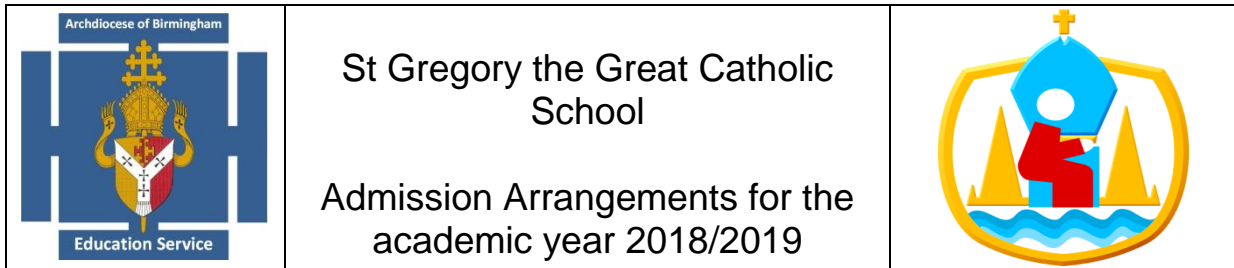 Archdiocese of Birmingham
Education Service
St Gregory the Great Catholic
School
Admission Arrangements for the
academic year 2018/2019